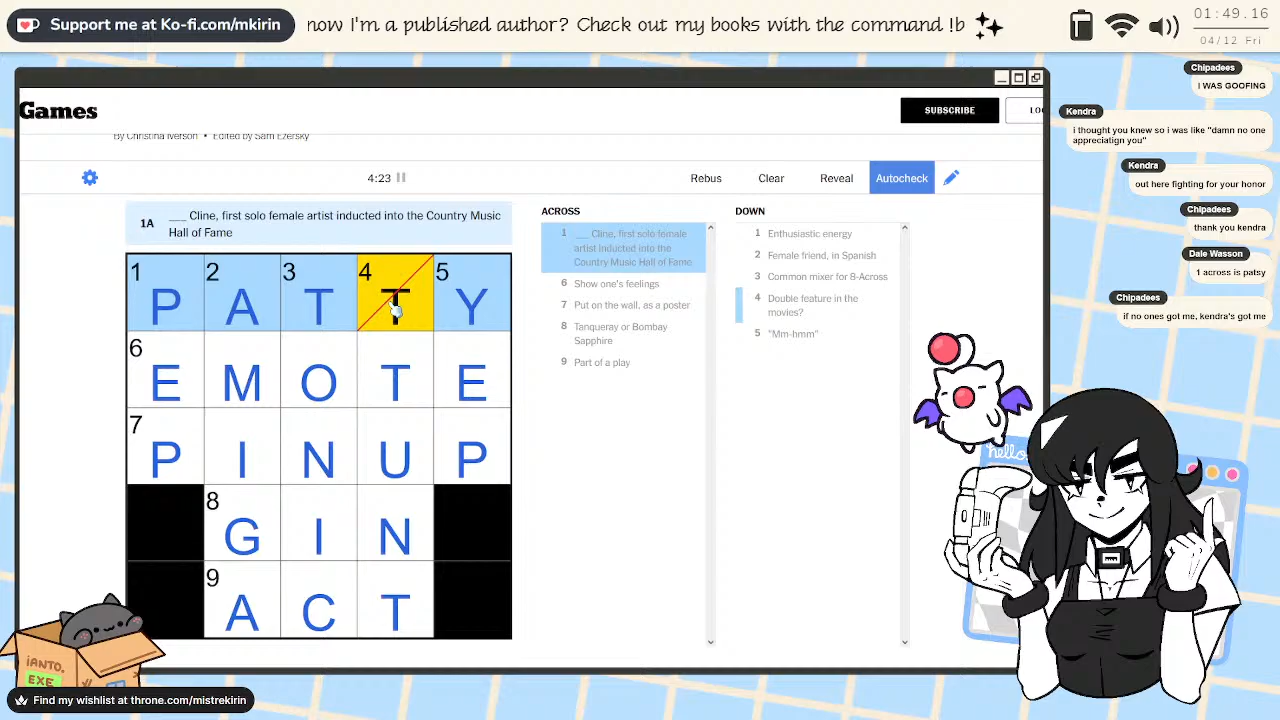 Support me at Ko-fi.com/mkirin
now I'm a published author? Check out my books with the command !b
01:49.16
04/12 Fri
Games
SUBSCRIBE
LO
By Christina Iverson • Edited by Sam Ezersky
4:23
Rebus
Clear
Reveal
Autocheck
1A
___ Cline, first solo female artist inducted into the Country Music
Hall of Fame
1 2 3 4 5
P A T T Y
6
E M O T E
7
P I N U P
8
G I N
9
A C T
ACROSS
1 ___ Cline, first solo female
artist inducted into the
Country Music Hall of Fame
6 Show one's feelings
7 Put on the wall, as a poster
8 Tanqueray or Bombay
Sapphire
9 Part of a play
DOWN
1 Enthusiastic energy
2 Female friend, in Spanish
3 Common mixer for 8-Across
4 Double feature in the
movies?
5 "Mm-hmm"
Chipadees
I WAS GOOFING
Kendra
i thought you knew so i was like "damn no one
appreciatign you"
Kendra
out here fighting for your honor
Chipadees
thank you kendra
Dale Wasson
1 across is patsy
Chipadees
if no ones got me, kendra's got me
hello
iANTO.
EXE
Find my wishlist at throne.com/mistrekirin